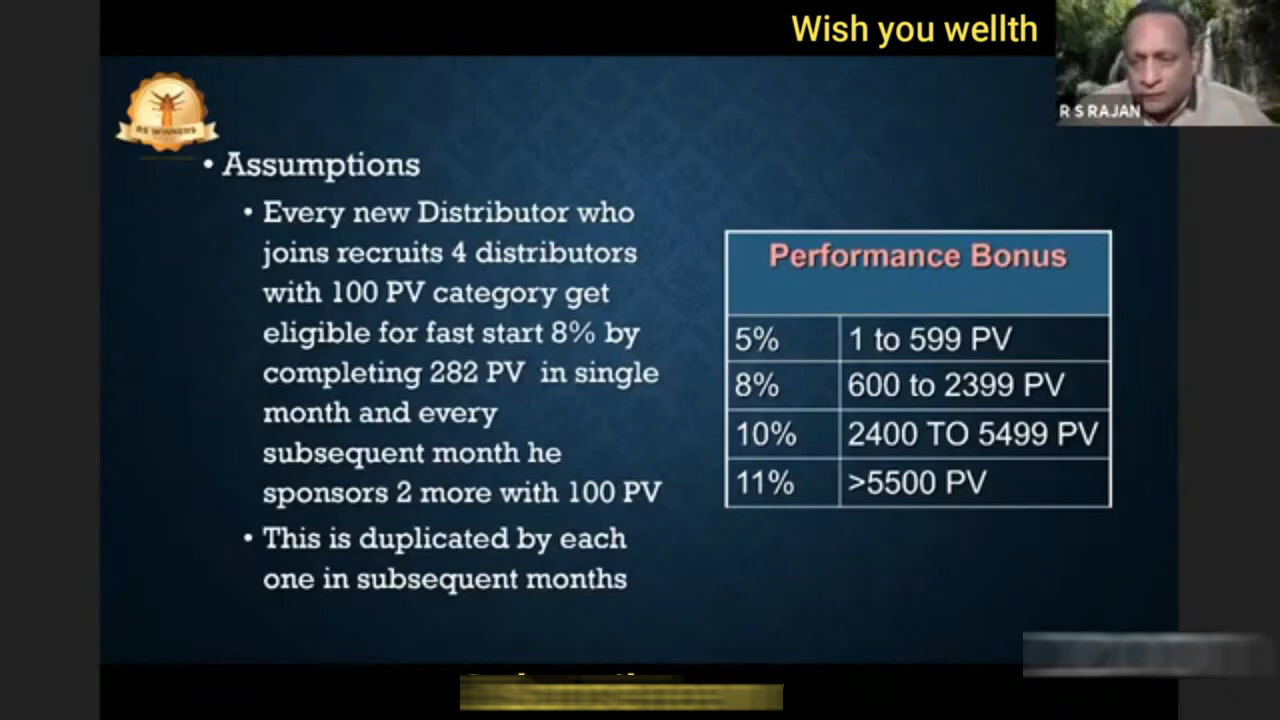 Wish you wellth
R S RAJAN
RS WINNERS
• Assumptions
• Every new Distributor who
joins recruits 4 distributors
with 100 PV category get
eligible for fast start 8% by
completing 282 PV in single
month and every
subsequent month he
sponsors 2 more with 100 PV
• This is duplicated by each
one in subsequent months
Performance Bonus
5% 1 to 599 PV
8% 600 to 2399 PV
10% 2400 TO 5499 PV
11% >5500 PV